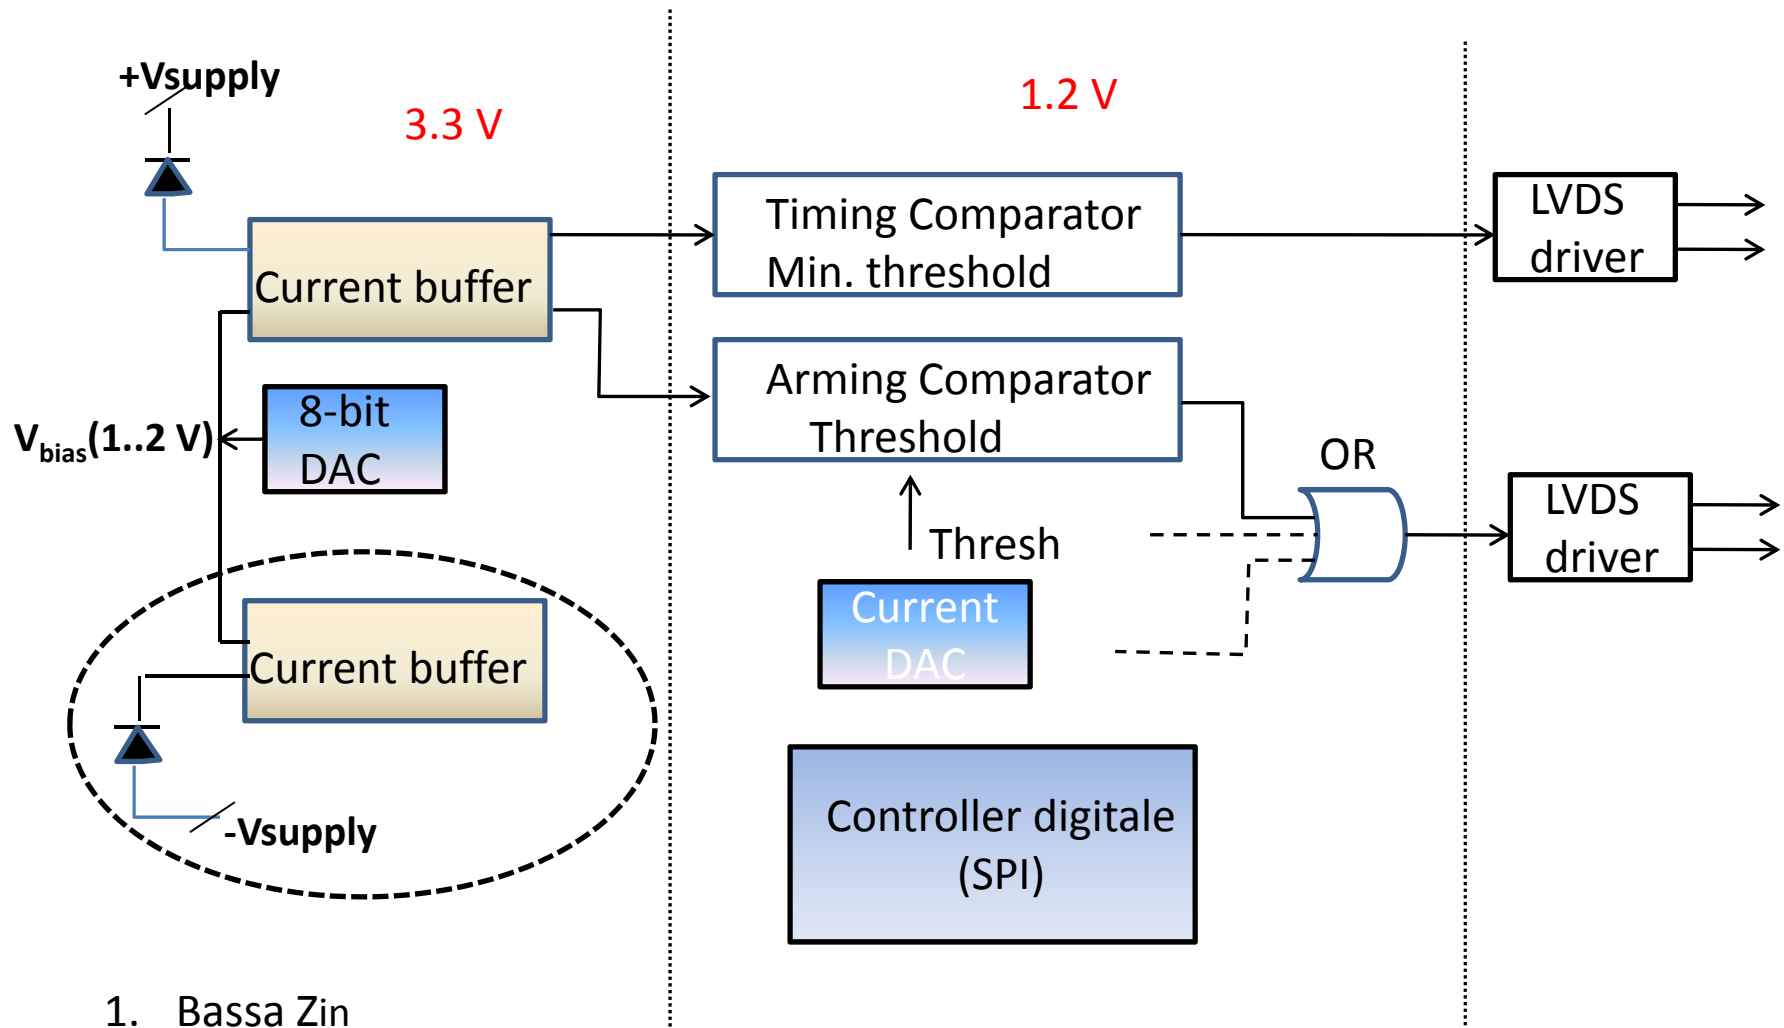 +Vsupply
3.3 V
1.2 V
Timing Comparator
Min. threshold
LVDS
driver
Current buffer
Arming Comparator
Threshold
8-bit
DAC
Vbias(1..2 V)
OR
LVDS
driver
Thresh
Current
DAC
Current buffer
-Vsupply
Controller digitale
(SPI)
1. Bassa Zin